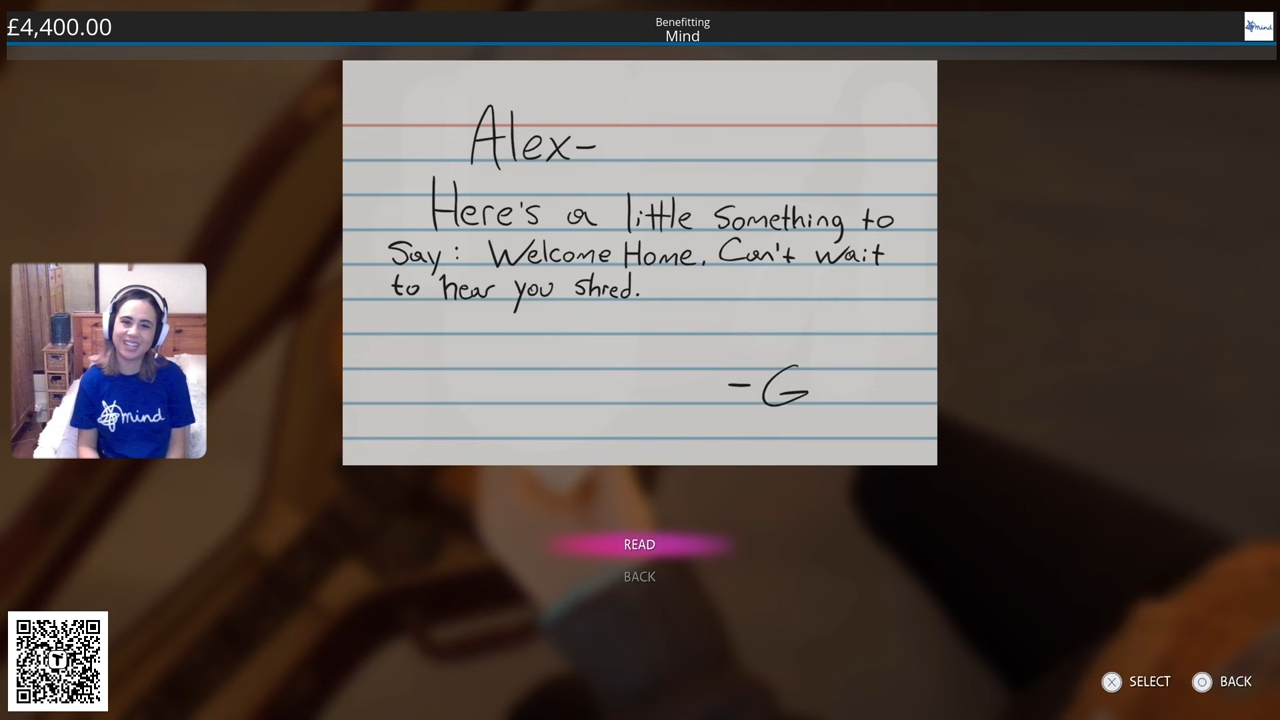 £4,400.00
Benefitting
Mind
mind
Alex-
Here's a little something to
Say: Welcome Home. Can't wait
to hear you shred.
-G
mind
READ
BACK
T
SELECT
BACK